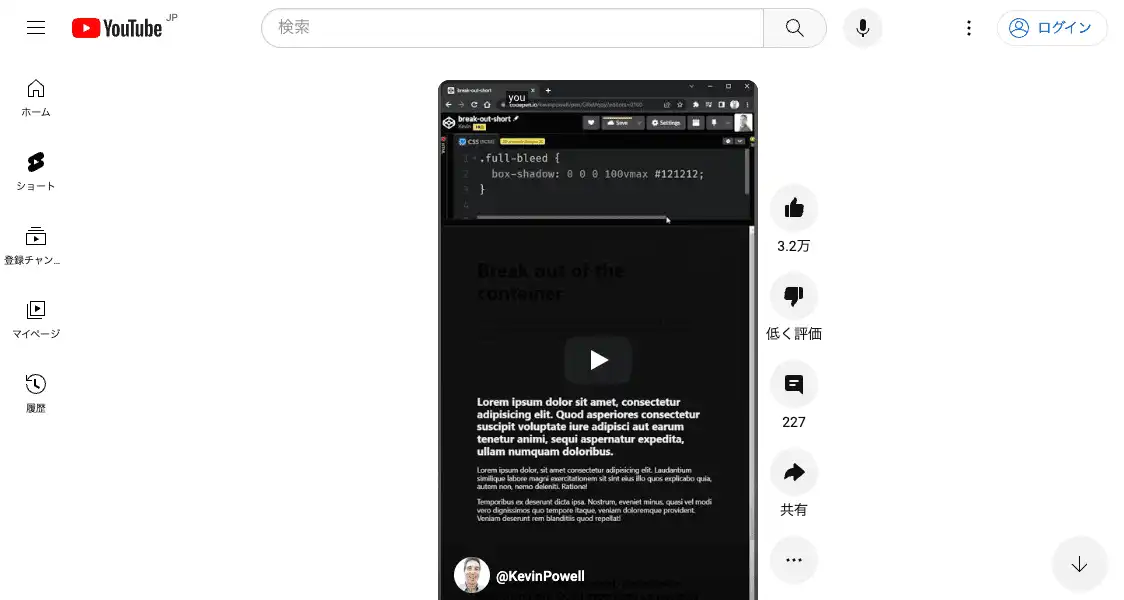 YouTube JP
検索
ログイン
ホーム
ショート
登録チャン...
マイページ
履歴
break-out-short
you
break-out-short
Kevin PRO
Save
Settings
CSS (SCSS)
1 .full-bleed {
2 box-shadow: 0 0 0 100vmax #121212;
3 }
4
Break out of the
container
Lorem ipsum dolor sit amet, consectetur
adipisicing elit. Quod asperiores consectetur
suscipit voluptate iure adipisci aut earum
tenetur animi, sequi aspernatur expedita,
ullam numquam doloribus.
Lorem ipsum dolor, sit amet consectetur adipisicing elit. Laudantium
similique labore magni exercitationem sit sint eius illo quos explicabo quia,
autem non, nemo deleniti. Ratione!
Temporibus ex deserunt dicta ipsa. Nostrum, eveniet minus, quasi vel modi
vero dignissimos quo tempore itaque, veniam doloremque provident.
Veniam deserunt rem blanditiis quod repellat!
@KevinPowell
3.2万
低く評価
227
共有